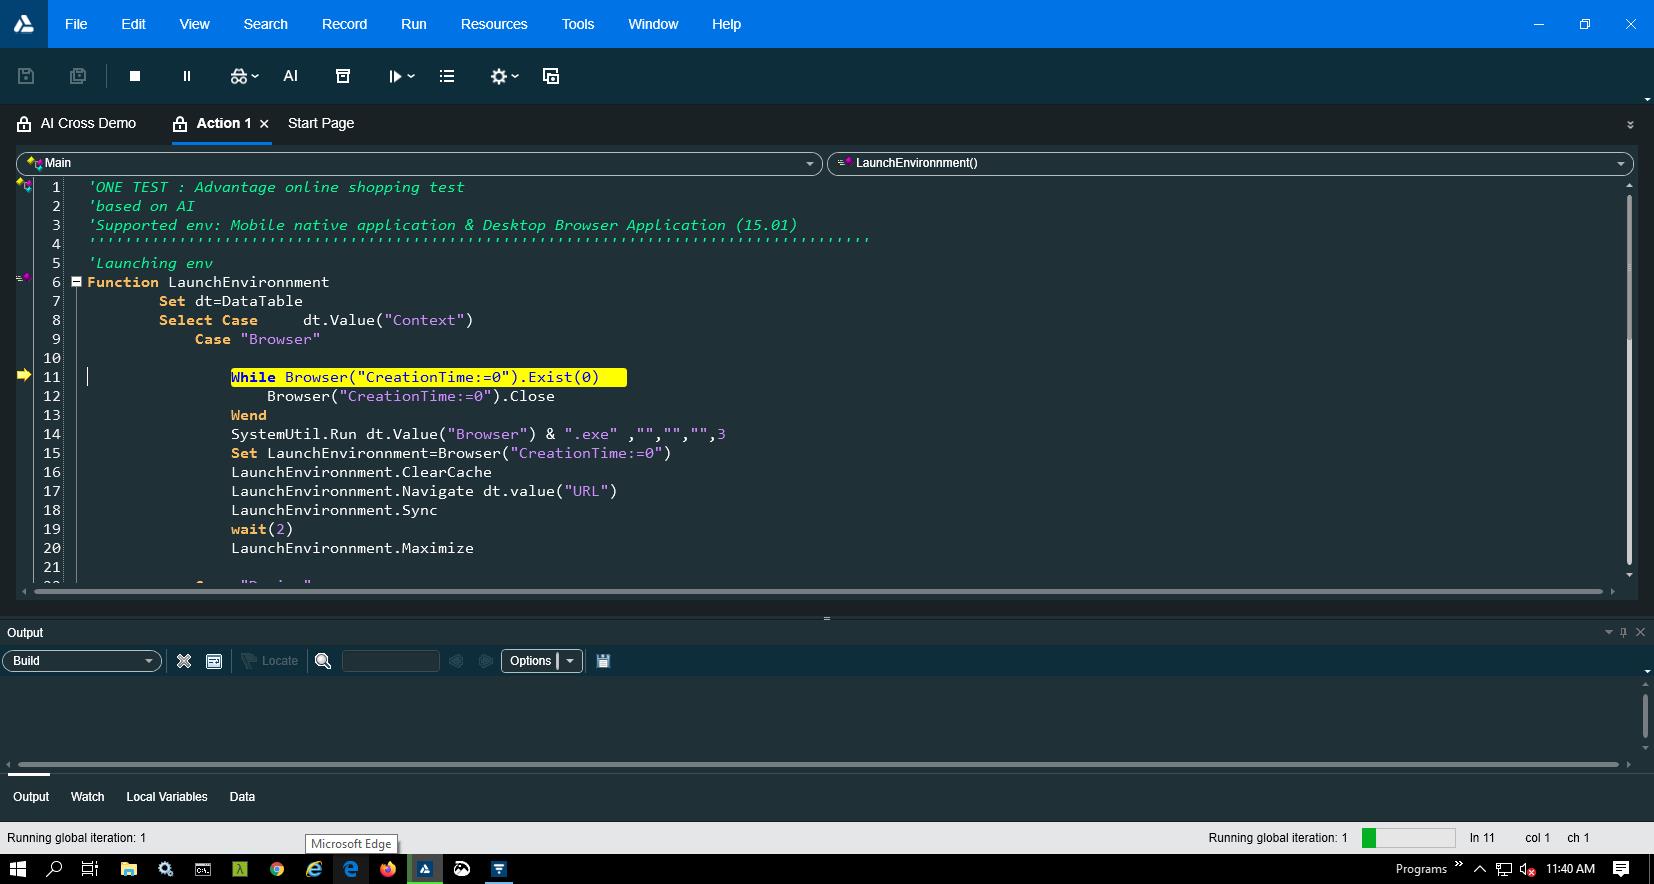 File Edit View Search Record Run Resources Tools Window Help
AI
AI Cross Demo Action 1 Start Page
Main LaunchEnvironnment()
1 'ONE TEST : Advantage online shopping test
2 'based on AI
3 'Supported env: Mobile native application & Desktop Browser Application (15.01)
4
5 'Launching env
6 Function LaunchEnvironnment
7 Set dt=DataTable
8 Select Case dt.Value("Context")
9 Case "Browser"
10
11 While Browser("CreationTime:=0").Exist(0)
12 Browser("CreationTime:=0").Close
13 Wend
14 SystemUtil.Run dt.Value("Browser") & ".exe" ,"","","",3
15 Set LaunchEnvironnment=Browser("CreationTime:=0")
16 LaunchEnvironnment.ClearCache
17 LaunchEnvironnment.Navigate dt.value("URL")
18 LaunchEnvironnment.Sync
19 wait(2)
20 LaunchEnvironnment.Maximize
21
Output
Build Locate Options
Output Watch Local Variables Data
Running global iteration: 1 Running global iteration: 1 ln 11 col 1 ch 1
Microsoft Edge
Programs 11:40 AM